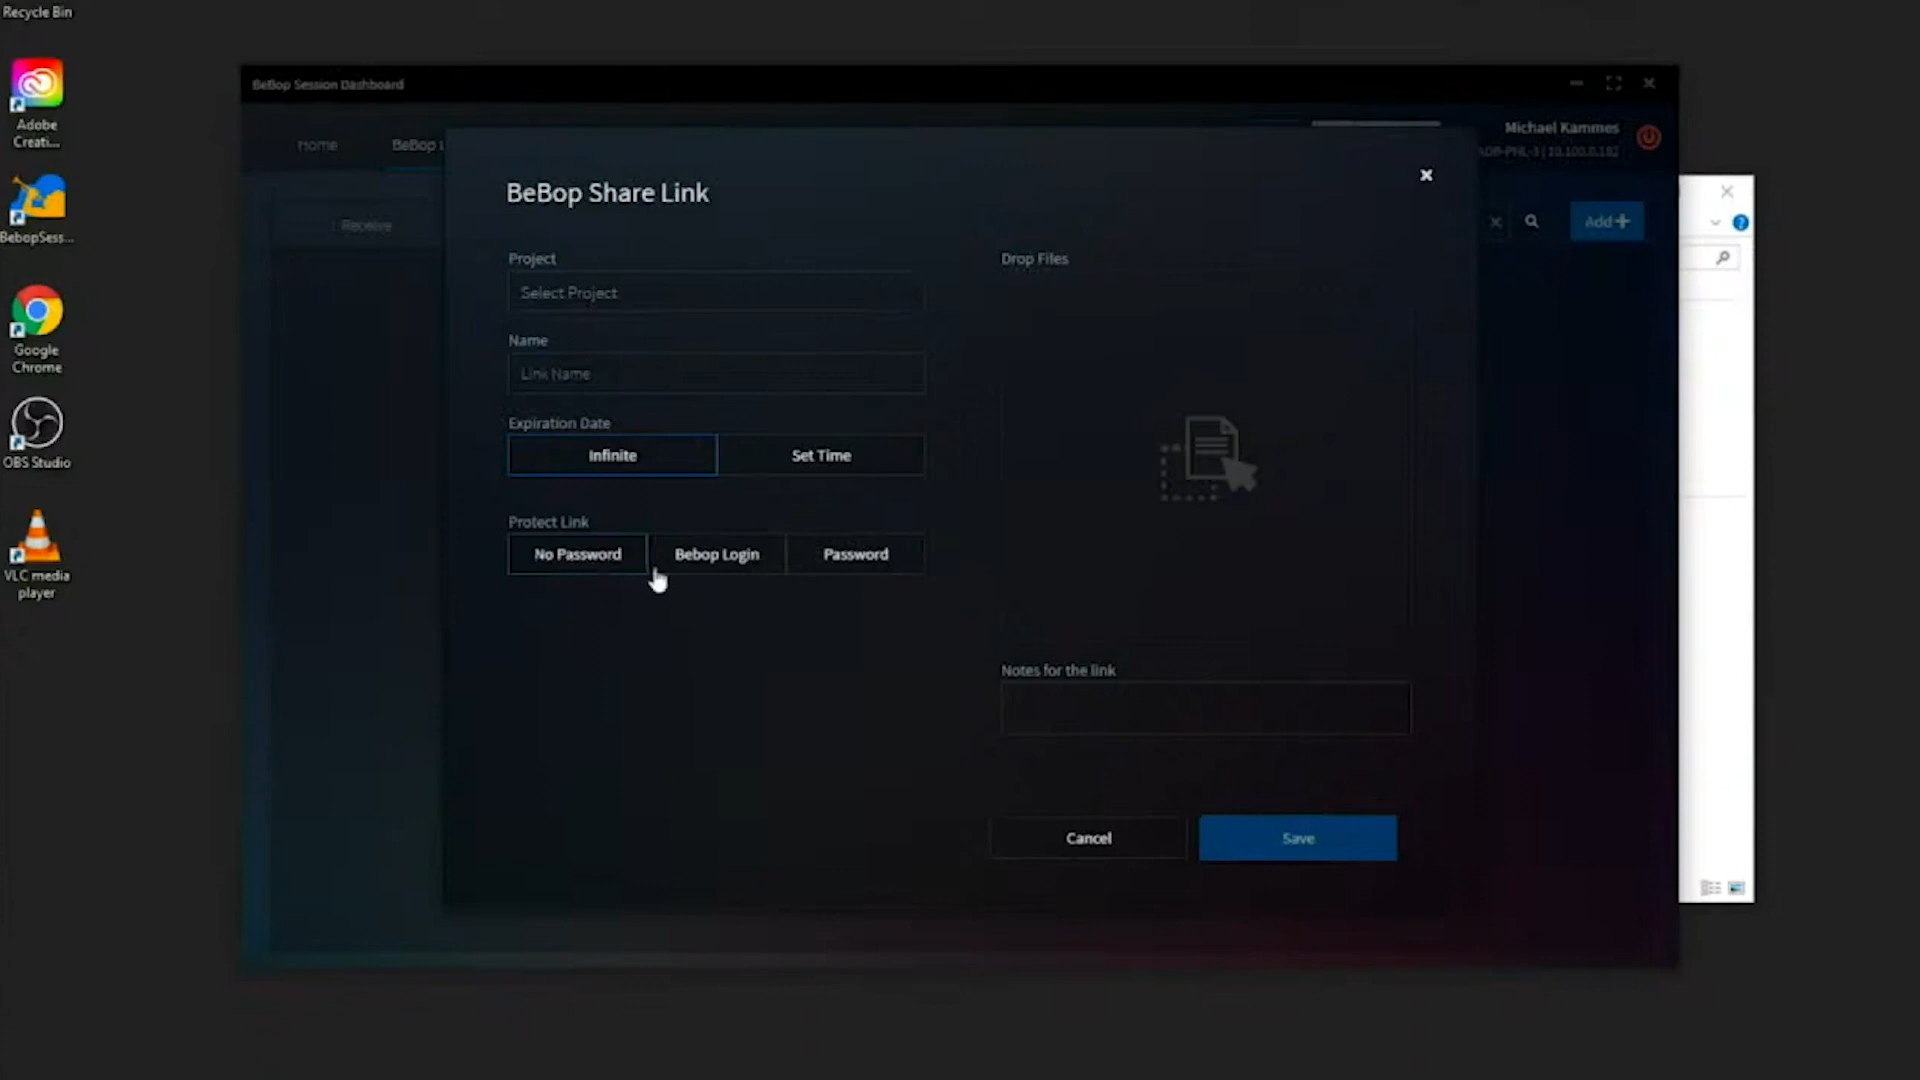 Recycle Bin
Adobe
Creati...
BebopSess...
Google
Chrome
OBS Studio
VLC media
player
BeBop Session Dashboard
Home
BeBop
Michael Kammes
Receive
Add+
BeBop Share Link
Project
Select Project
Name
Link Name
Expiration Date
Infinite
Set Time
Protect Link
No Password
Bebop Login
Password
Drop Files
Notes for the link
Cancel
Save